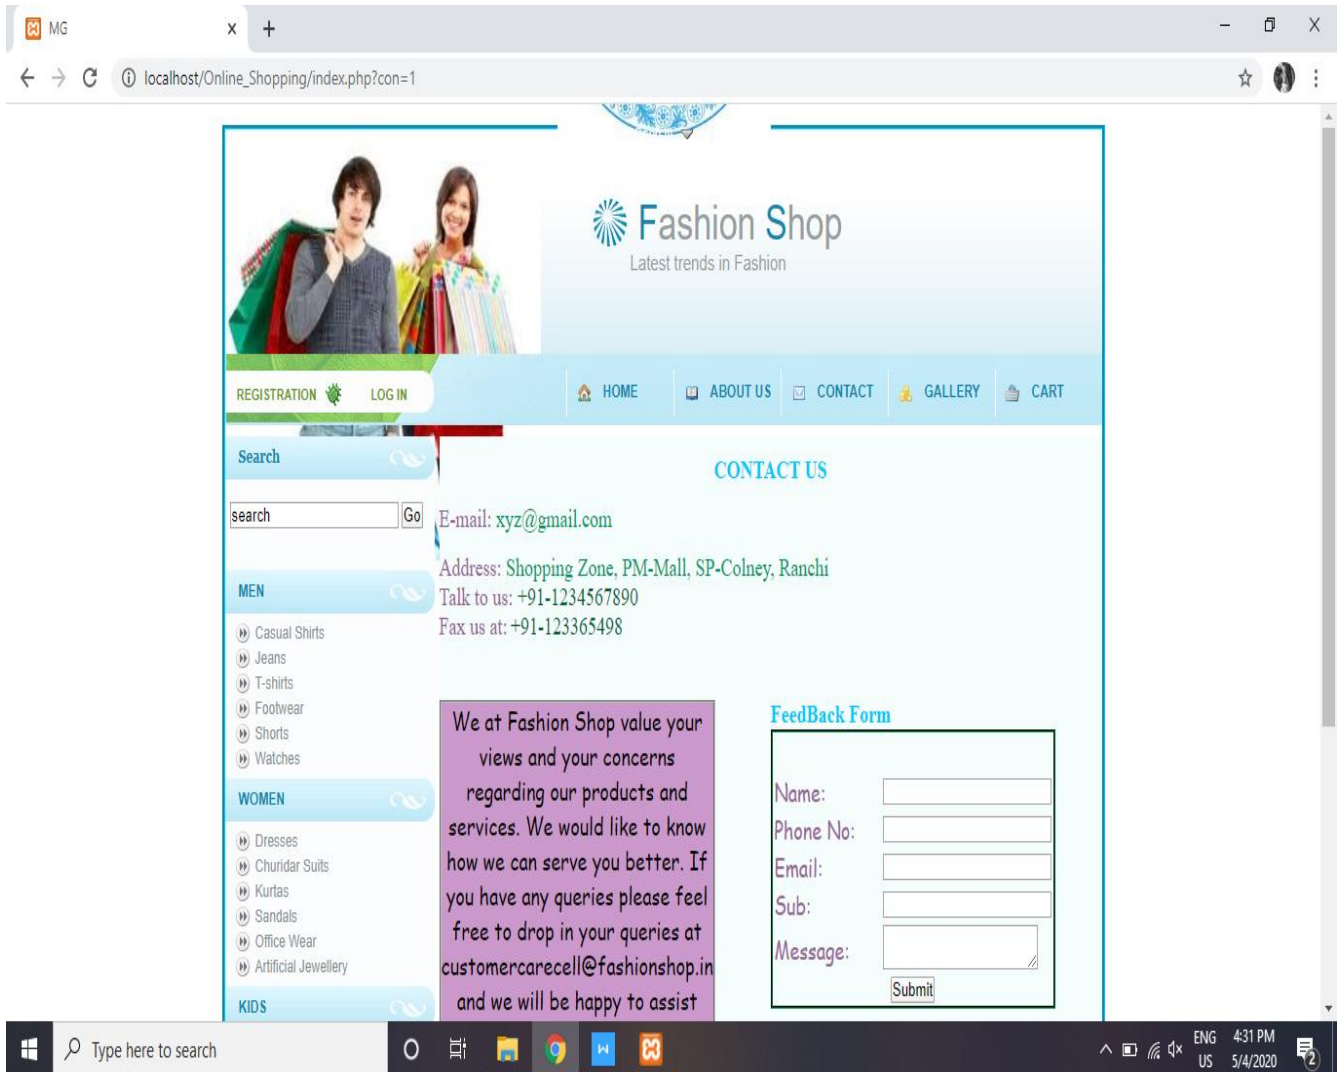 MG
localhost/Online_Shopping/index.php?con=1
Fashion Shop
Latest trends in Fashion
REGISTRATION LOG IN
HOME ABOUT US CONTACT GALLERY CART
Search
search Go
MEN
Casual Shirts
Jeans
T-shirts
Footwear
Shorts
Watches
WOMEN
Dresses
Churidar Suits
Kurtas
Sandals
Office Wear
Artificial Jewellery
KIDS
CONTACT US
E-mail: xyz@gmail.com
Address: Shopping Zone, PM-Mall, SP-Colney, Ranchi
Talk to us: +91-1234567890
Fax us at: +91-123365498
We at Fashion Shop value your
views and your concerns
regarding our products and
services. We would like to know
how we can serve you better. If
you have any queries please feel
free to drop in your queries at
customercarecell@fashionshop.in
and we will be happy to assist
FeedBack Form
Name:
Phone No:
Email:
Sub:
Message:
Submit
Type here to search
ENG
US
4:31 PM
5/4/2020
2